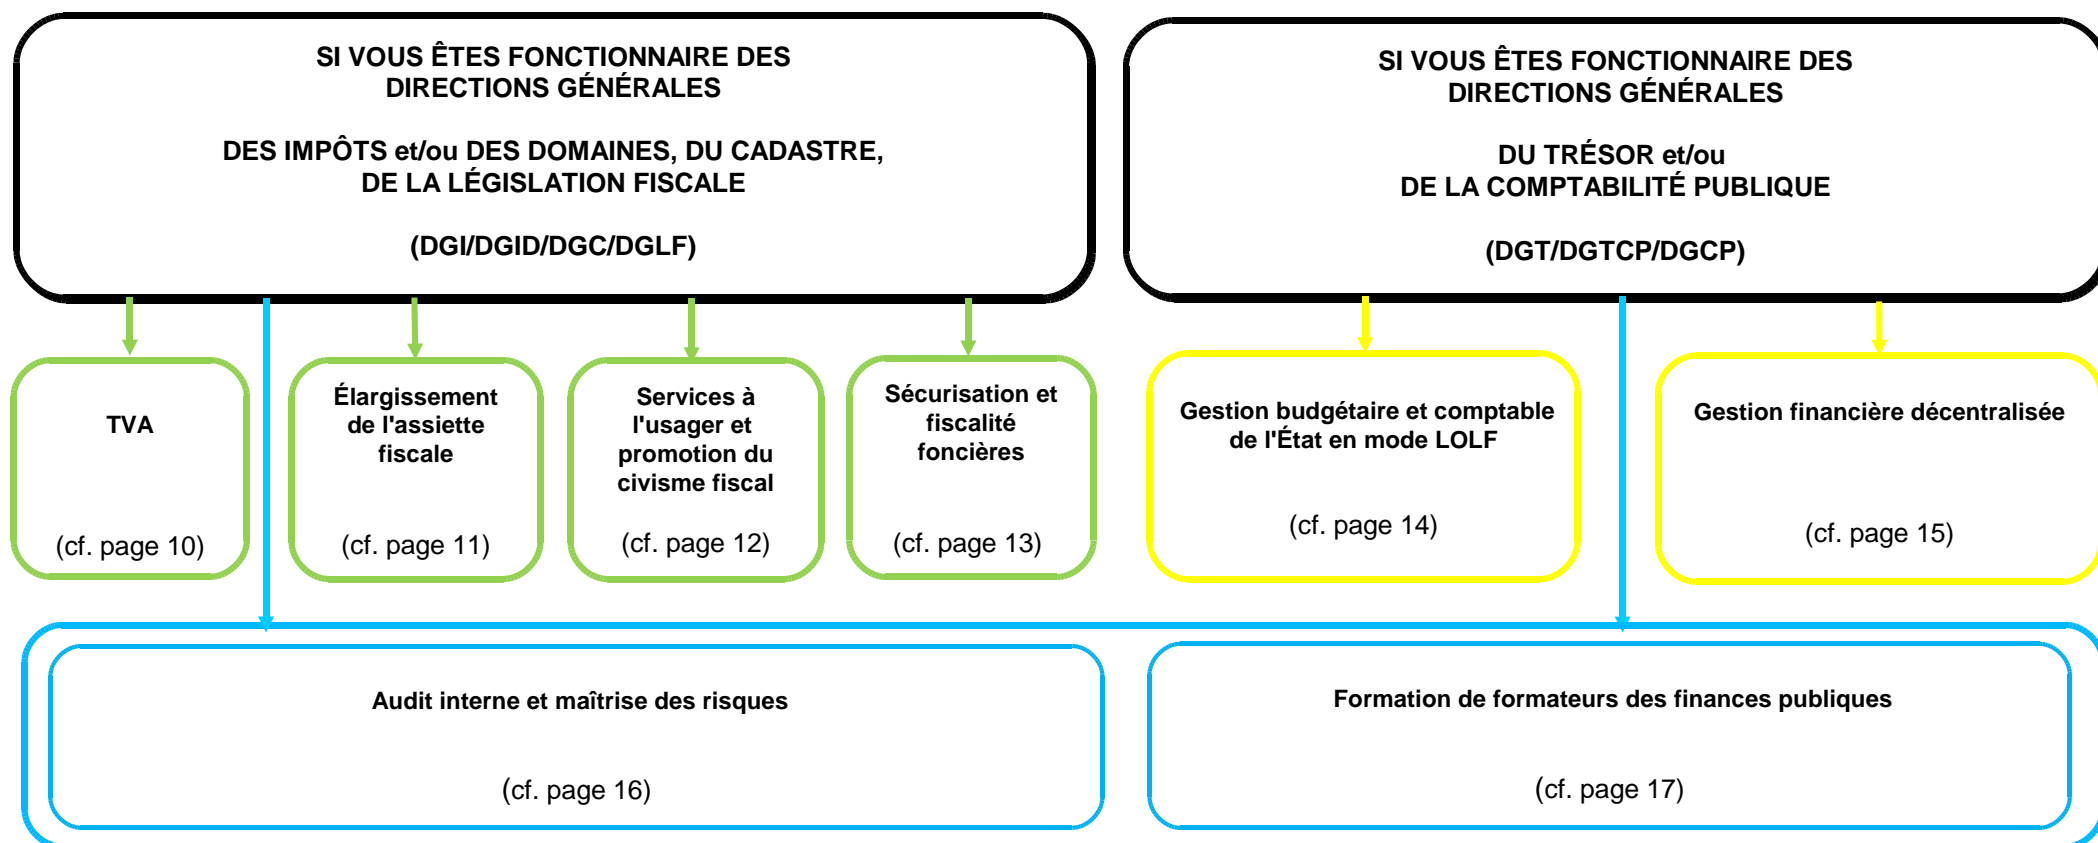 SI VOUS ÊTES FONCTIONNAIRE DES
DIRECTIONS GÉNÉRALES
DES IMPÔTS et/ou DES DOMAINES, DU CADASTRE,
DE LA LÉGISLATION FISCALE
(DGI/DGID/DGC/DGLF)
SI VOUS ÊTES FONCTIONNAIRE DES
DIRECTIONS GÉNÉRALES
DU TRÉSOR et/ou
DE LA COMPTABILITÉ PUBLIQUE
(DGT/DGTCP/DGCP)
TVA
(cf. page 10)
Élargissement
de l'assiette
fiscale
(cf. page 11)
Services à
l'usager et
promotion du
civisme fiscal
(cf. page 12)
Sécurisation et
fiscalité
foncières
(cf. page 13)
Gestion budgétaire et comptable
de l'État en mode LOLF
(cf. page 14)
Gestion financière décentralisée
(cf. page 15)
Audit interne et maîtrise des risques
(cf. page 16)
Formation de formateurs des finances publiques
(cf. page 17)